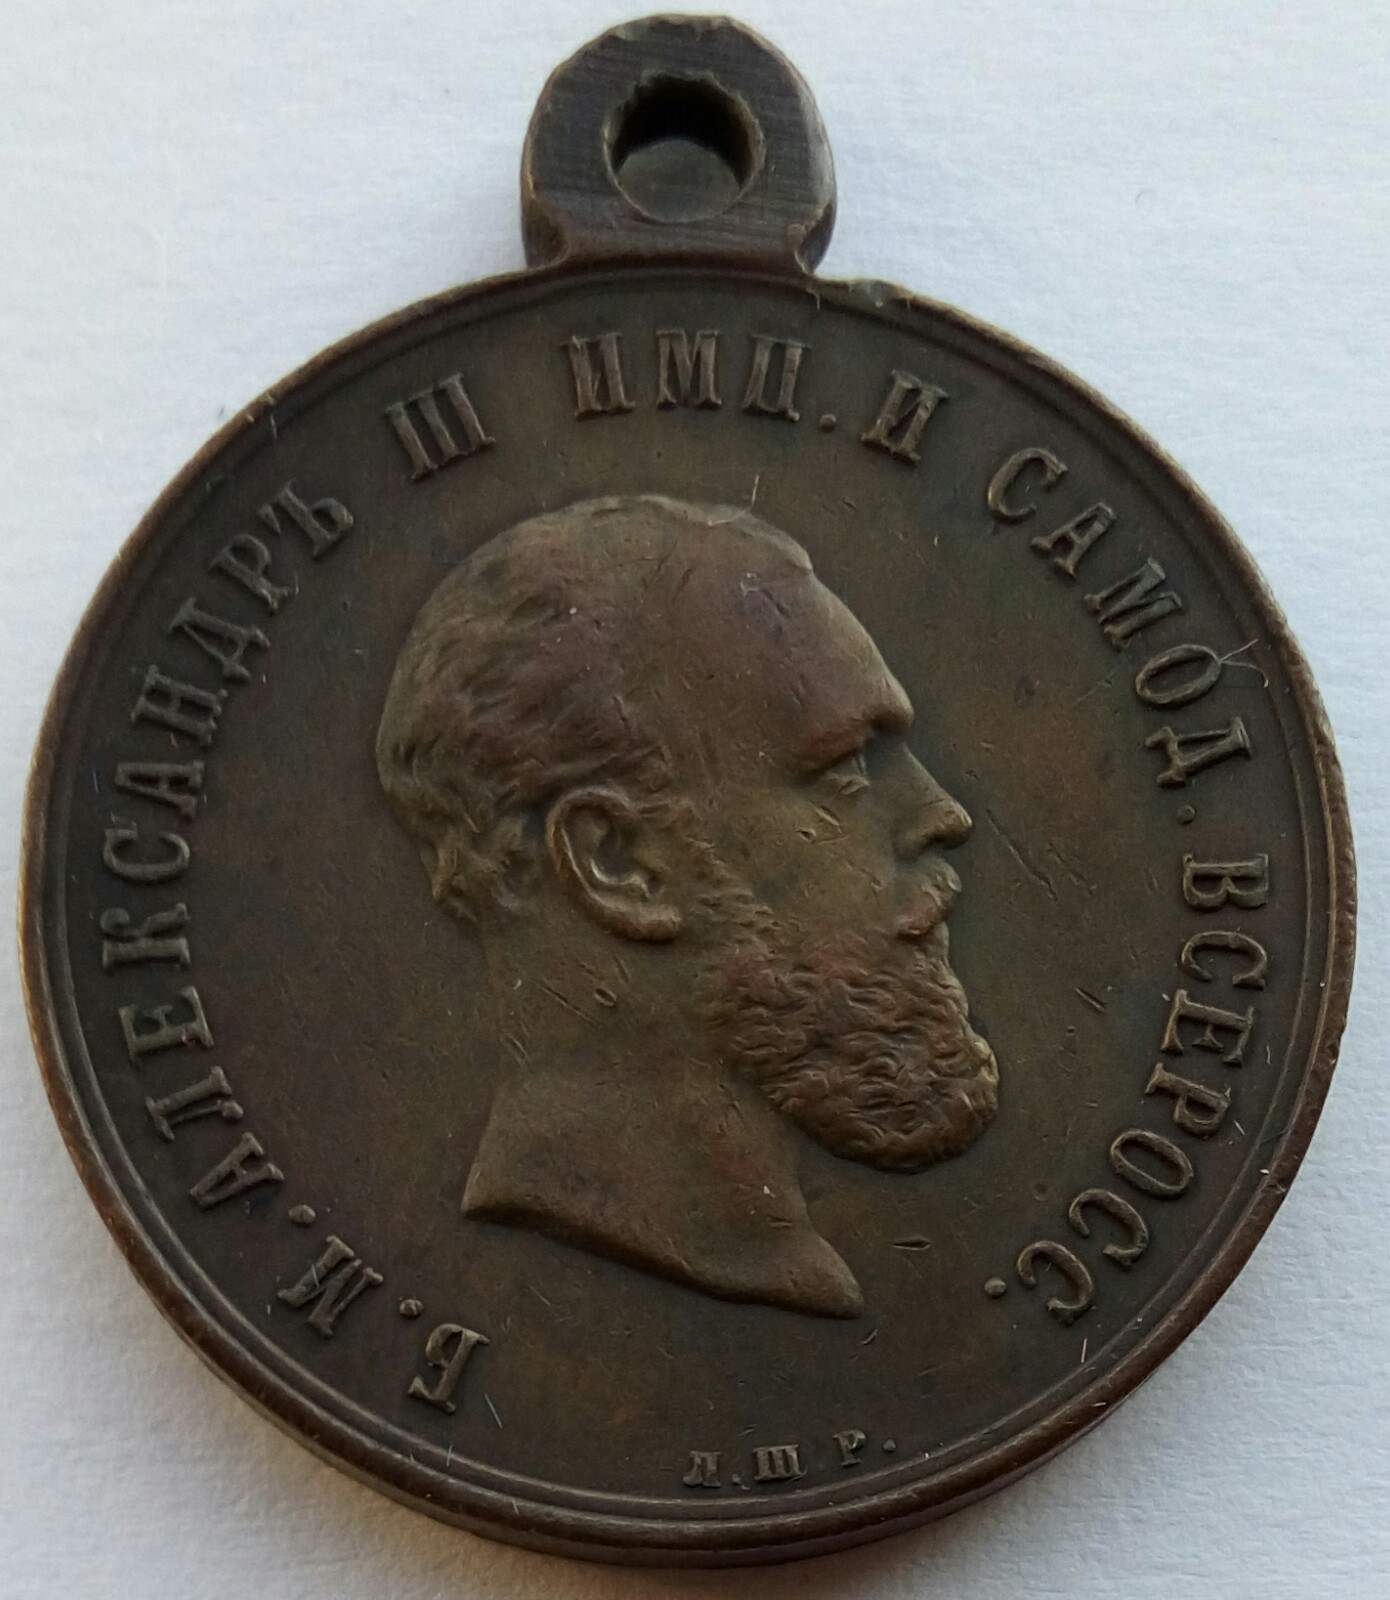 Б. М. АЛЕКСАНДРЪ III ИМП. И САМОД. ВСЕРОСС.
Л. Ш Р.